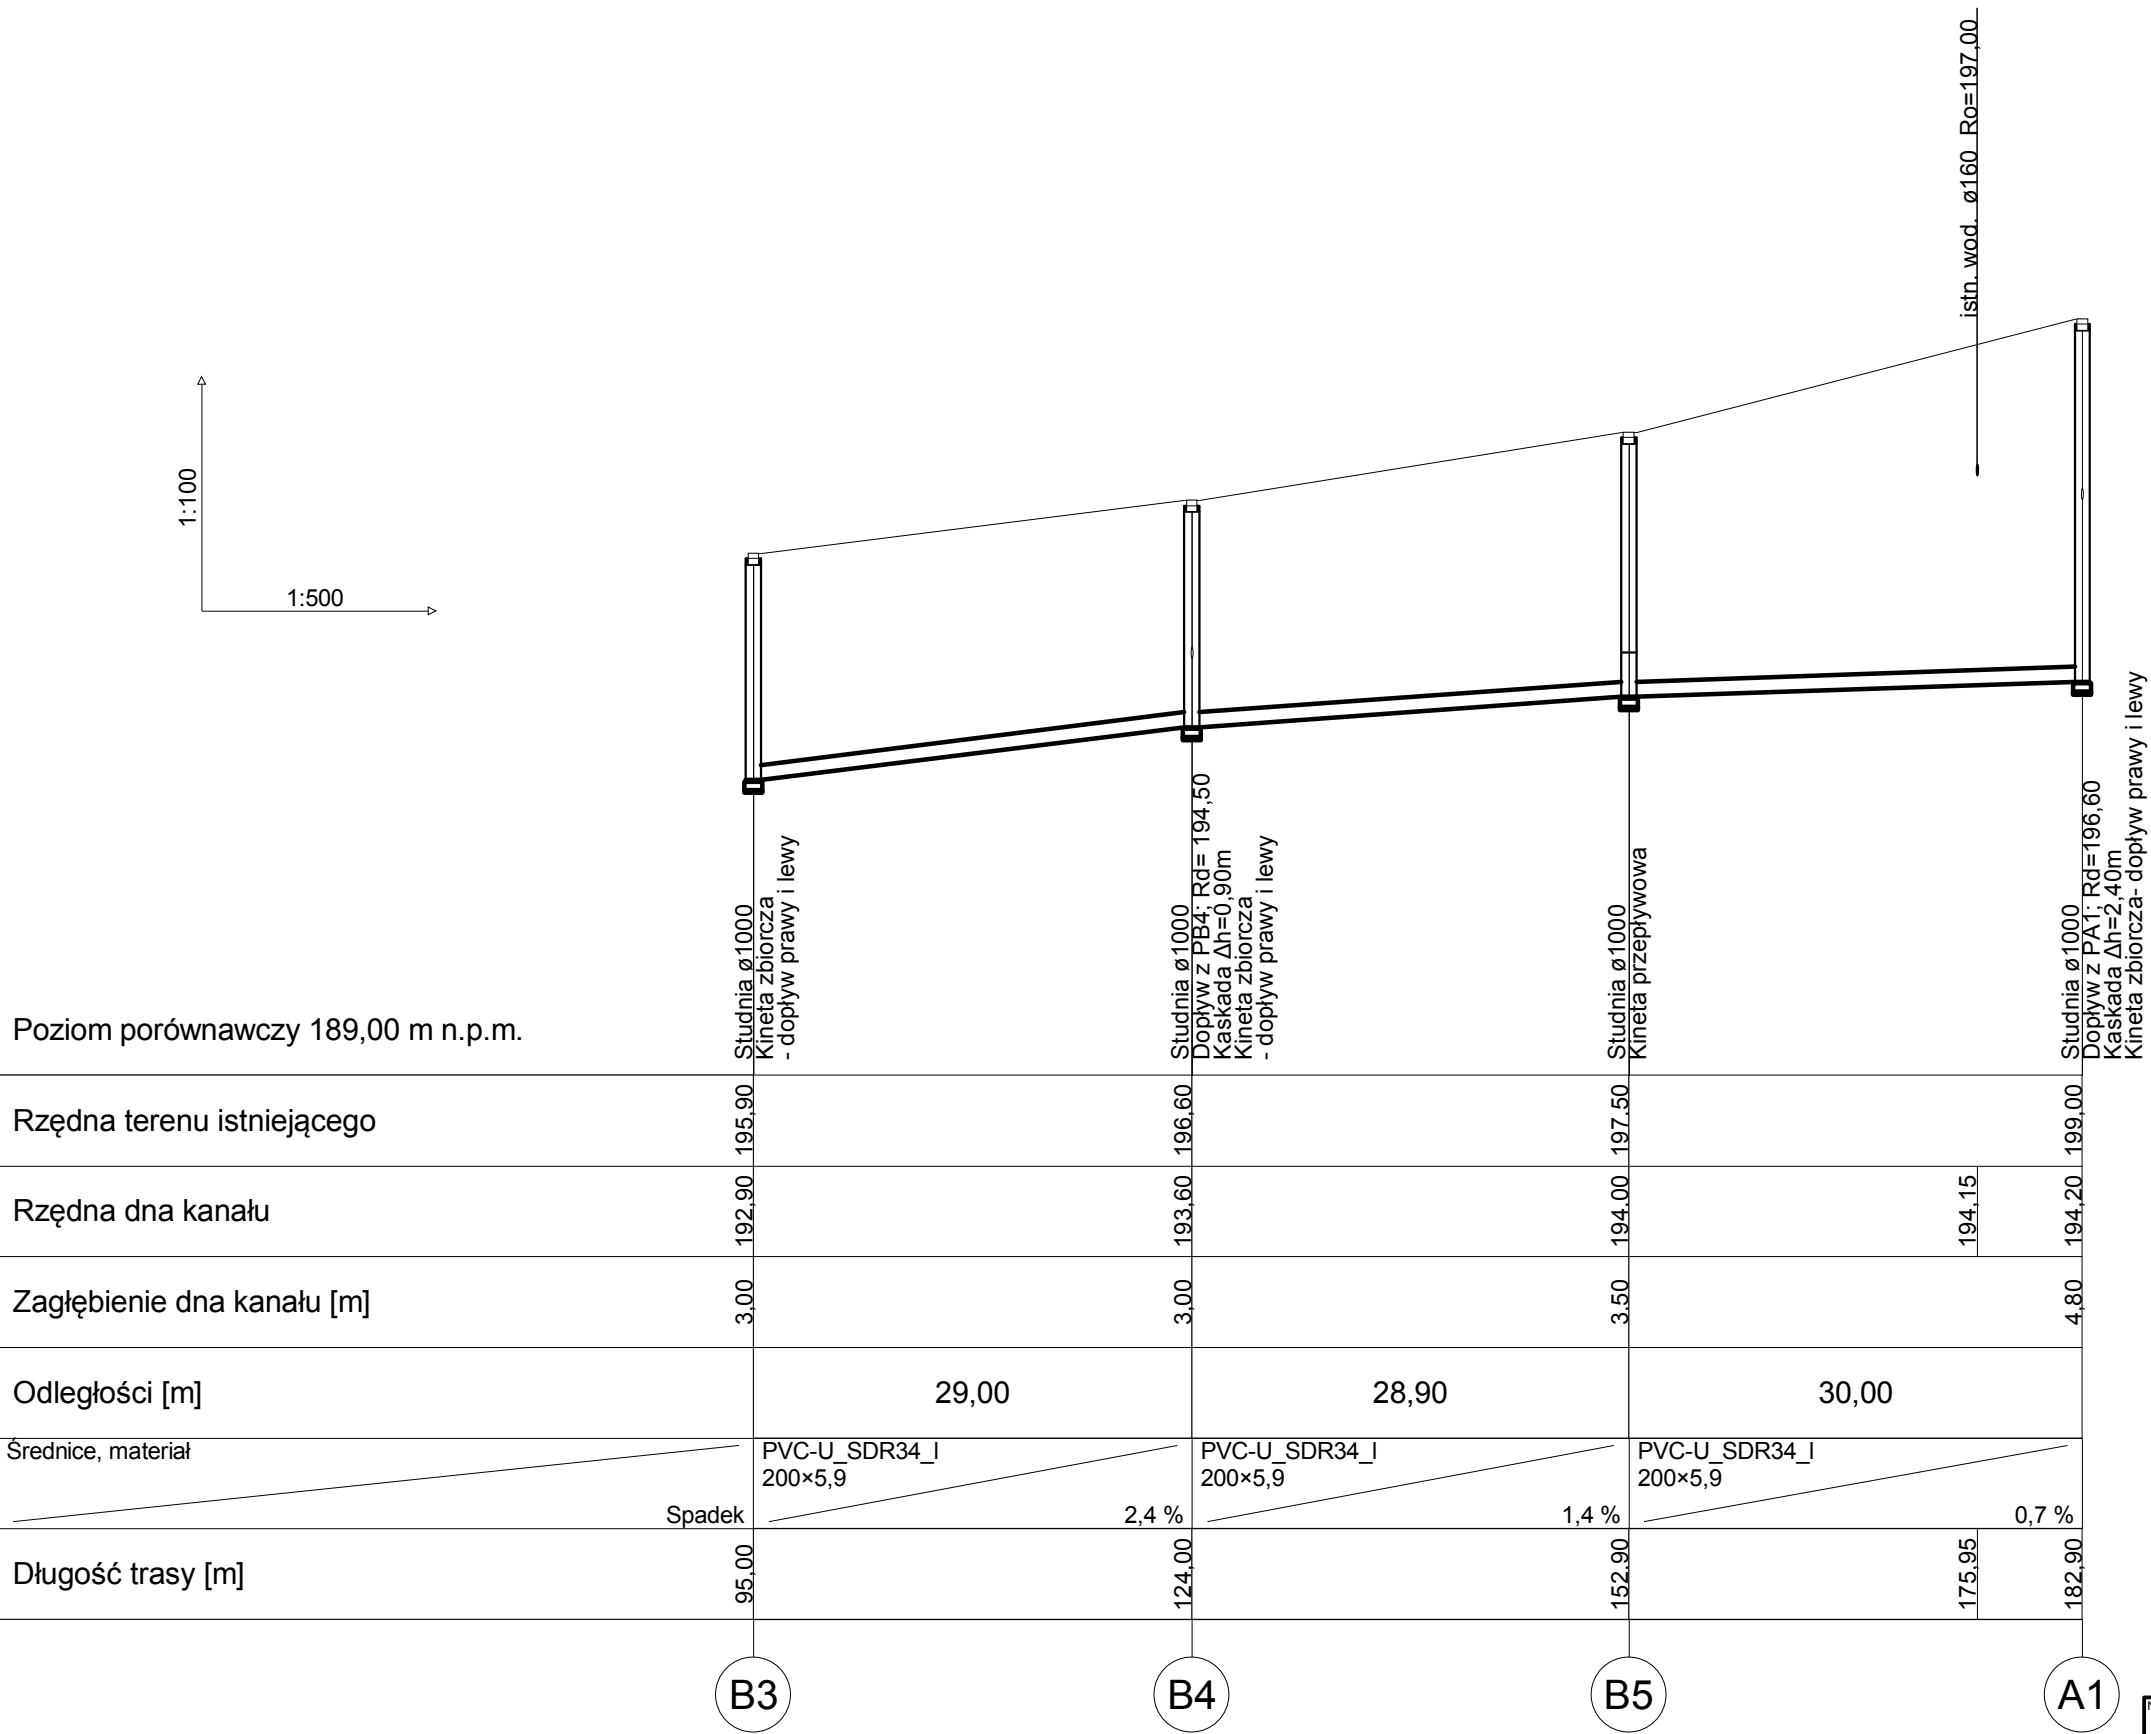 istn. wod. ø160 Ro=197,00
1:100
1:500
Studnia ø1000
Kineta zbiorcza
- dopływ prawy i lewy
Studnia ø1000
Dopływ z PB4; Rd= 194,50
Kaskada Δh=0,90m
Kineta zbiorcza
- dopływ prawy i lewy
Studnia ø1000
Kineta przepływowa
Studnia ø1000
Dopływ z PA1; Rd=196,60
Kaskada Δh=2,40m
Kineta zbiorcza- dopływ prawy i lewy
Poziom porównawczy 189,00 m n.p.m.
Rzędna terenu istniejącego
195,90
196,60
197.50
199,00
Rzędna dna kanału
192,90
193,60
194.00
194,15
194,20
Zagłębienie dna kanału [m]
3,00
3,00
3.50
4,80
Odległości [m]
29,00
28,90
30,00
Średnice, materiał
Spadek
PVC-U_SDR34_I
200×5,9
2,4 %
PVC-U_SDR34_I
200×5,9
1,4 %
PVC-U_SDR34_I
200×5,9
0,7 %
Długość trasy [m]
95,00
124,00
152.90
175,95
182,90
B3
B4
B5
A1